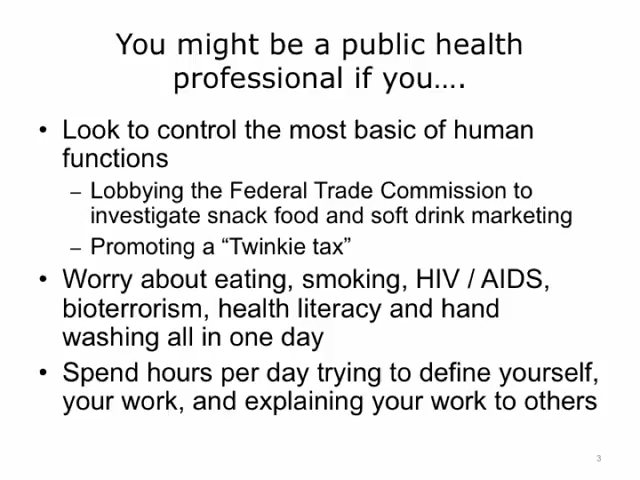 You might be a public health
professional if you….
• Look to control the most basic of human
functions
– Lobbying the Federal Trade Commission to
investigate snack food and soft drink marketing
– Promoting a “Twinkie tax”
• Worry about eating, smoking, HIV / AIDS,
bioterrorism, health literacy and hand
washing all in one day
• Spend hours per day trying to define yourself,
your work, and explaining your work to others
3